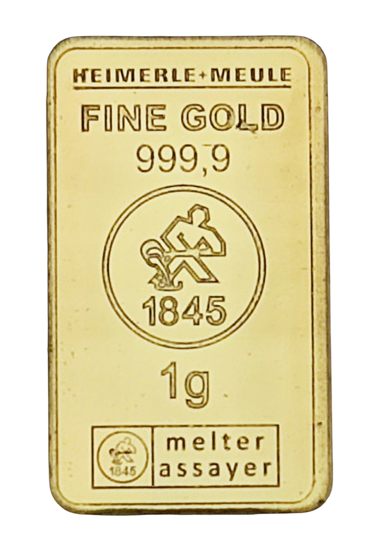 HEIMERLE+MEULE
FINE GOLD
999,9
1845
1g
melter
assayer
1845